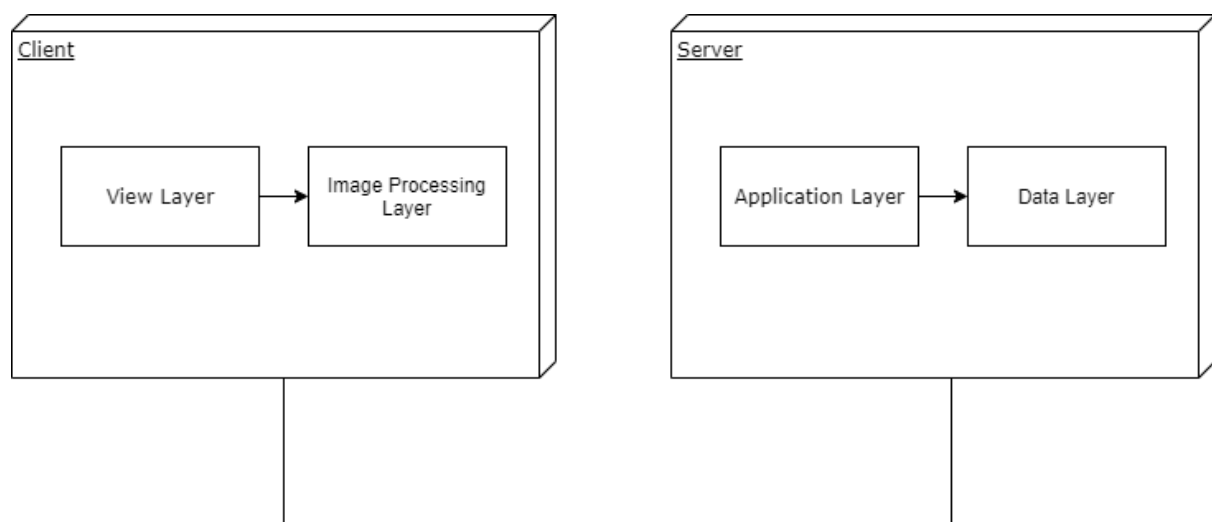 Client
Server
View Layer
Image Processing
Layer
Application Layer
Data Layer